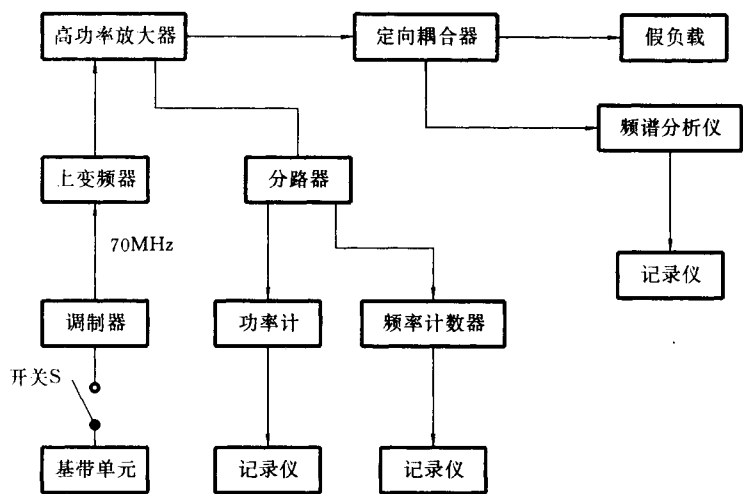 高功率放大器
定向耦合器
假负载
频谱分析仪
上变频器
分路器
70MHz
记录仪
调制器
功率计
频率计数器
开关S
基带单元
记录仪
记录仪